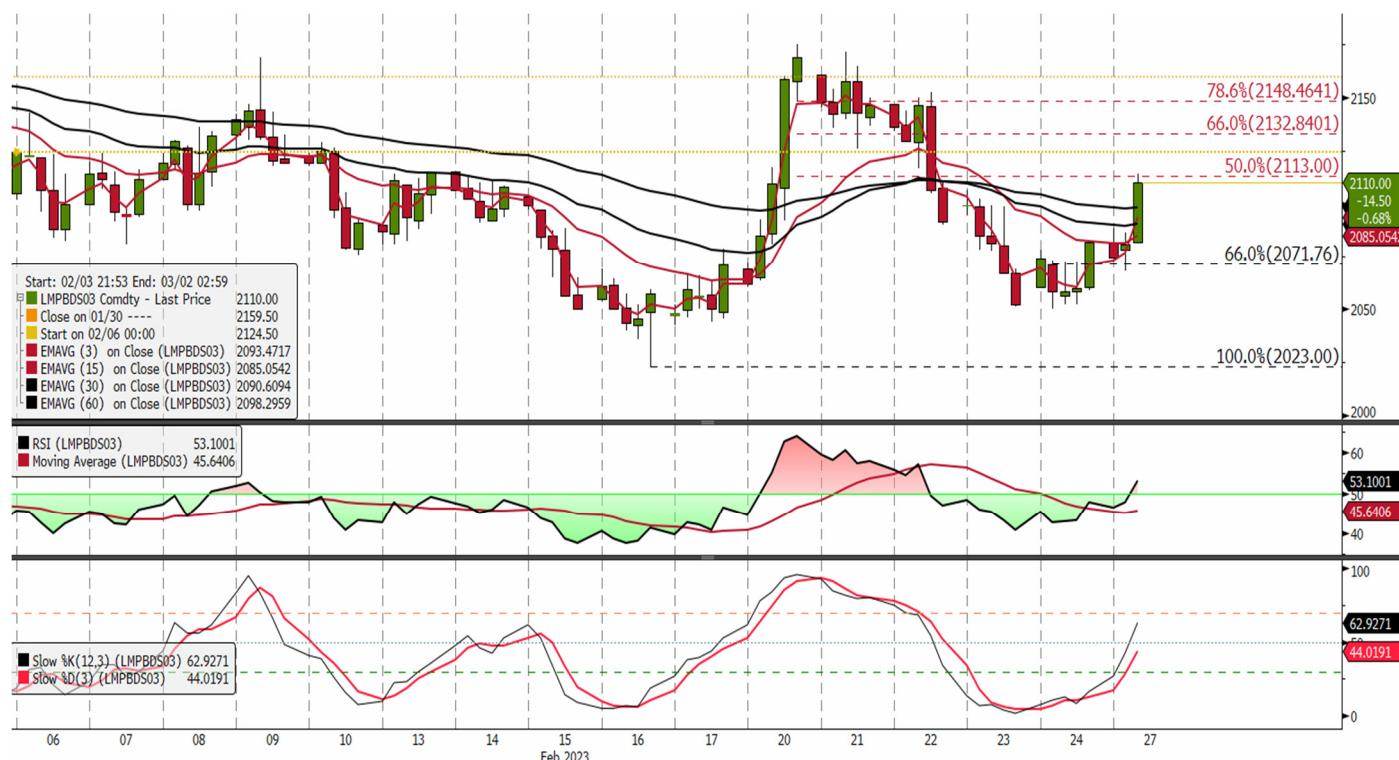 78.6%(2148.4641)
2150
66.0%(2132.8401)
50.0%(2113.00)
2110.00
-14.50
-0.68%
2085.0542
66.0%(2071.76)
2050
100.0%(2023.00)
2000
Start: 02/03 21:53 End: 03/02 02:59
LMPBDS03 Comdty - Last Price 2110.00
Close on 01/30 ---- 2159.50
Start on 02/06 00:00 2124.50
EMAVG (3) on Close (LMPBDS03) 2093.4717
EMAVG (15) on Close (LMPBDS03) 2085.0542
EMAVG (30) on Close (LMPBDS03) 2090.6094
EMAVG (60) on Close (LMPBDS03) 2098.2959
RSI (LMPBDS03) 53.1001
Moving Average (LMPBDS03) 45.6406
60
53.1001
50
45.6406
40
100
62.9271
44.0191
0
Slow %K(12,3) (LMPBDS03) 62.9271
Slow %D(3) (LMPBDS03) 44.0191
06 07 08 09 10 13 14 15 16 17 20 21 22 23 24 27
Feb 2023